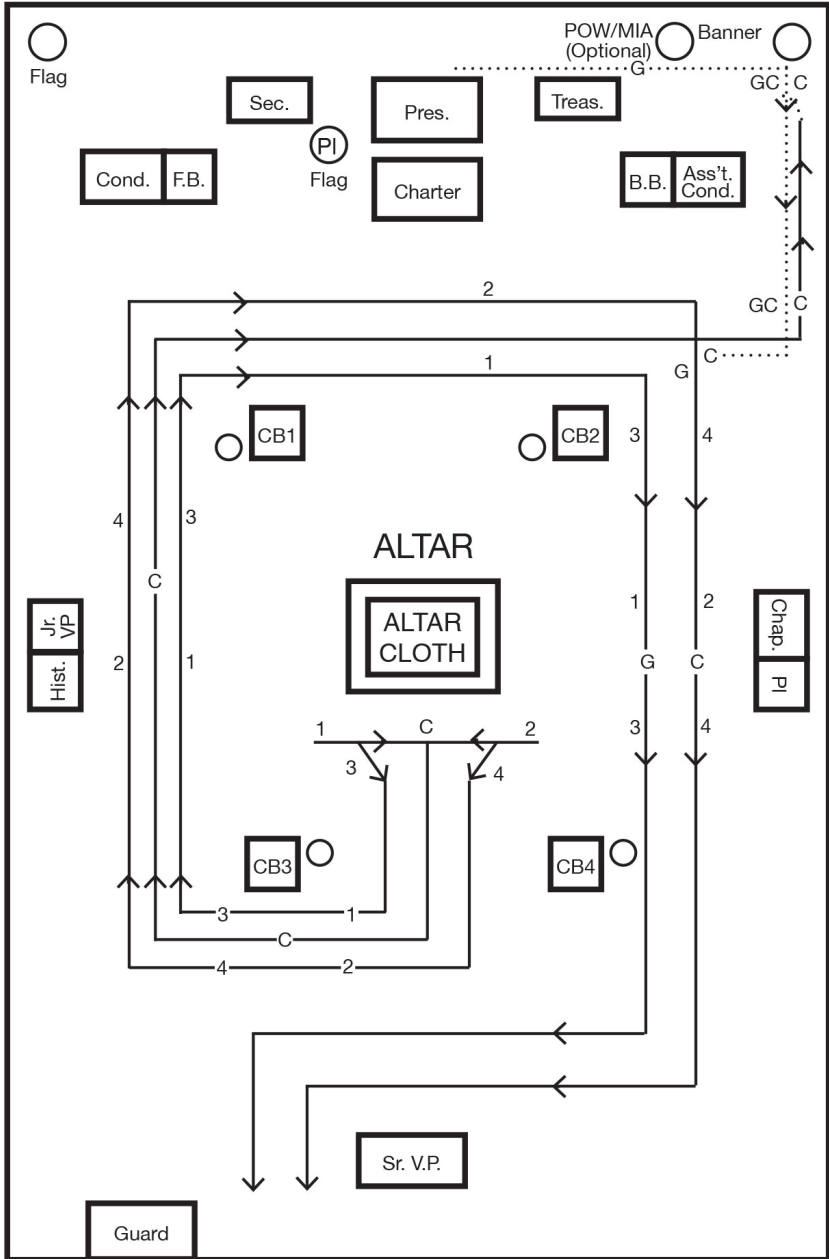 POW/MIA
(Optional)
Banner
Flag
G
GC C
Sec.
Pres.
Treas.
PI
Flag
Cond. F.B.
Charter
B.B.
Ass't.
Cond.
2
GC C
C
1
G
CB1
CB2
3 4
4 3
ALTAR
C
ALTAR
CLOTH
1 2
Jr.
VP
Hist.
2 1
G C
Chap.
PI
1 C 2
3 4
3 4
CB3
CB4
3 1
C
4 2
Sr. V.P.
Guard